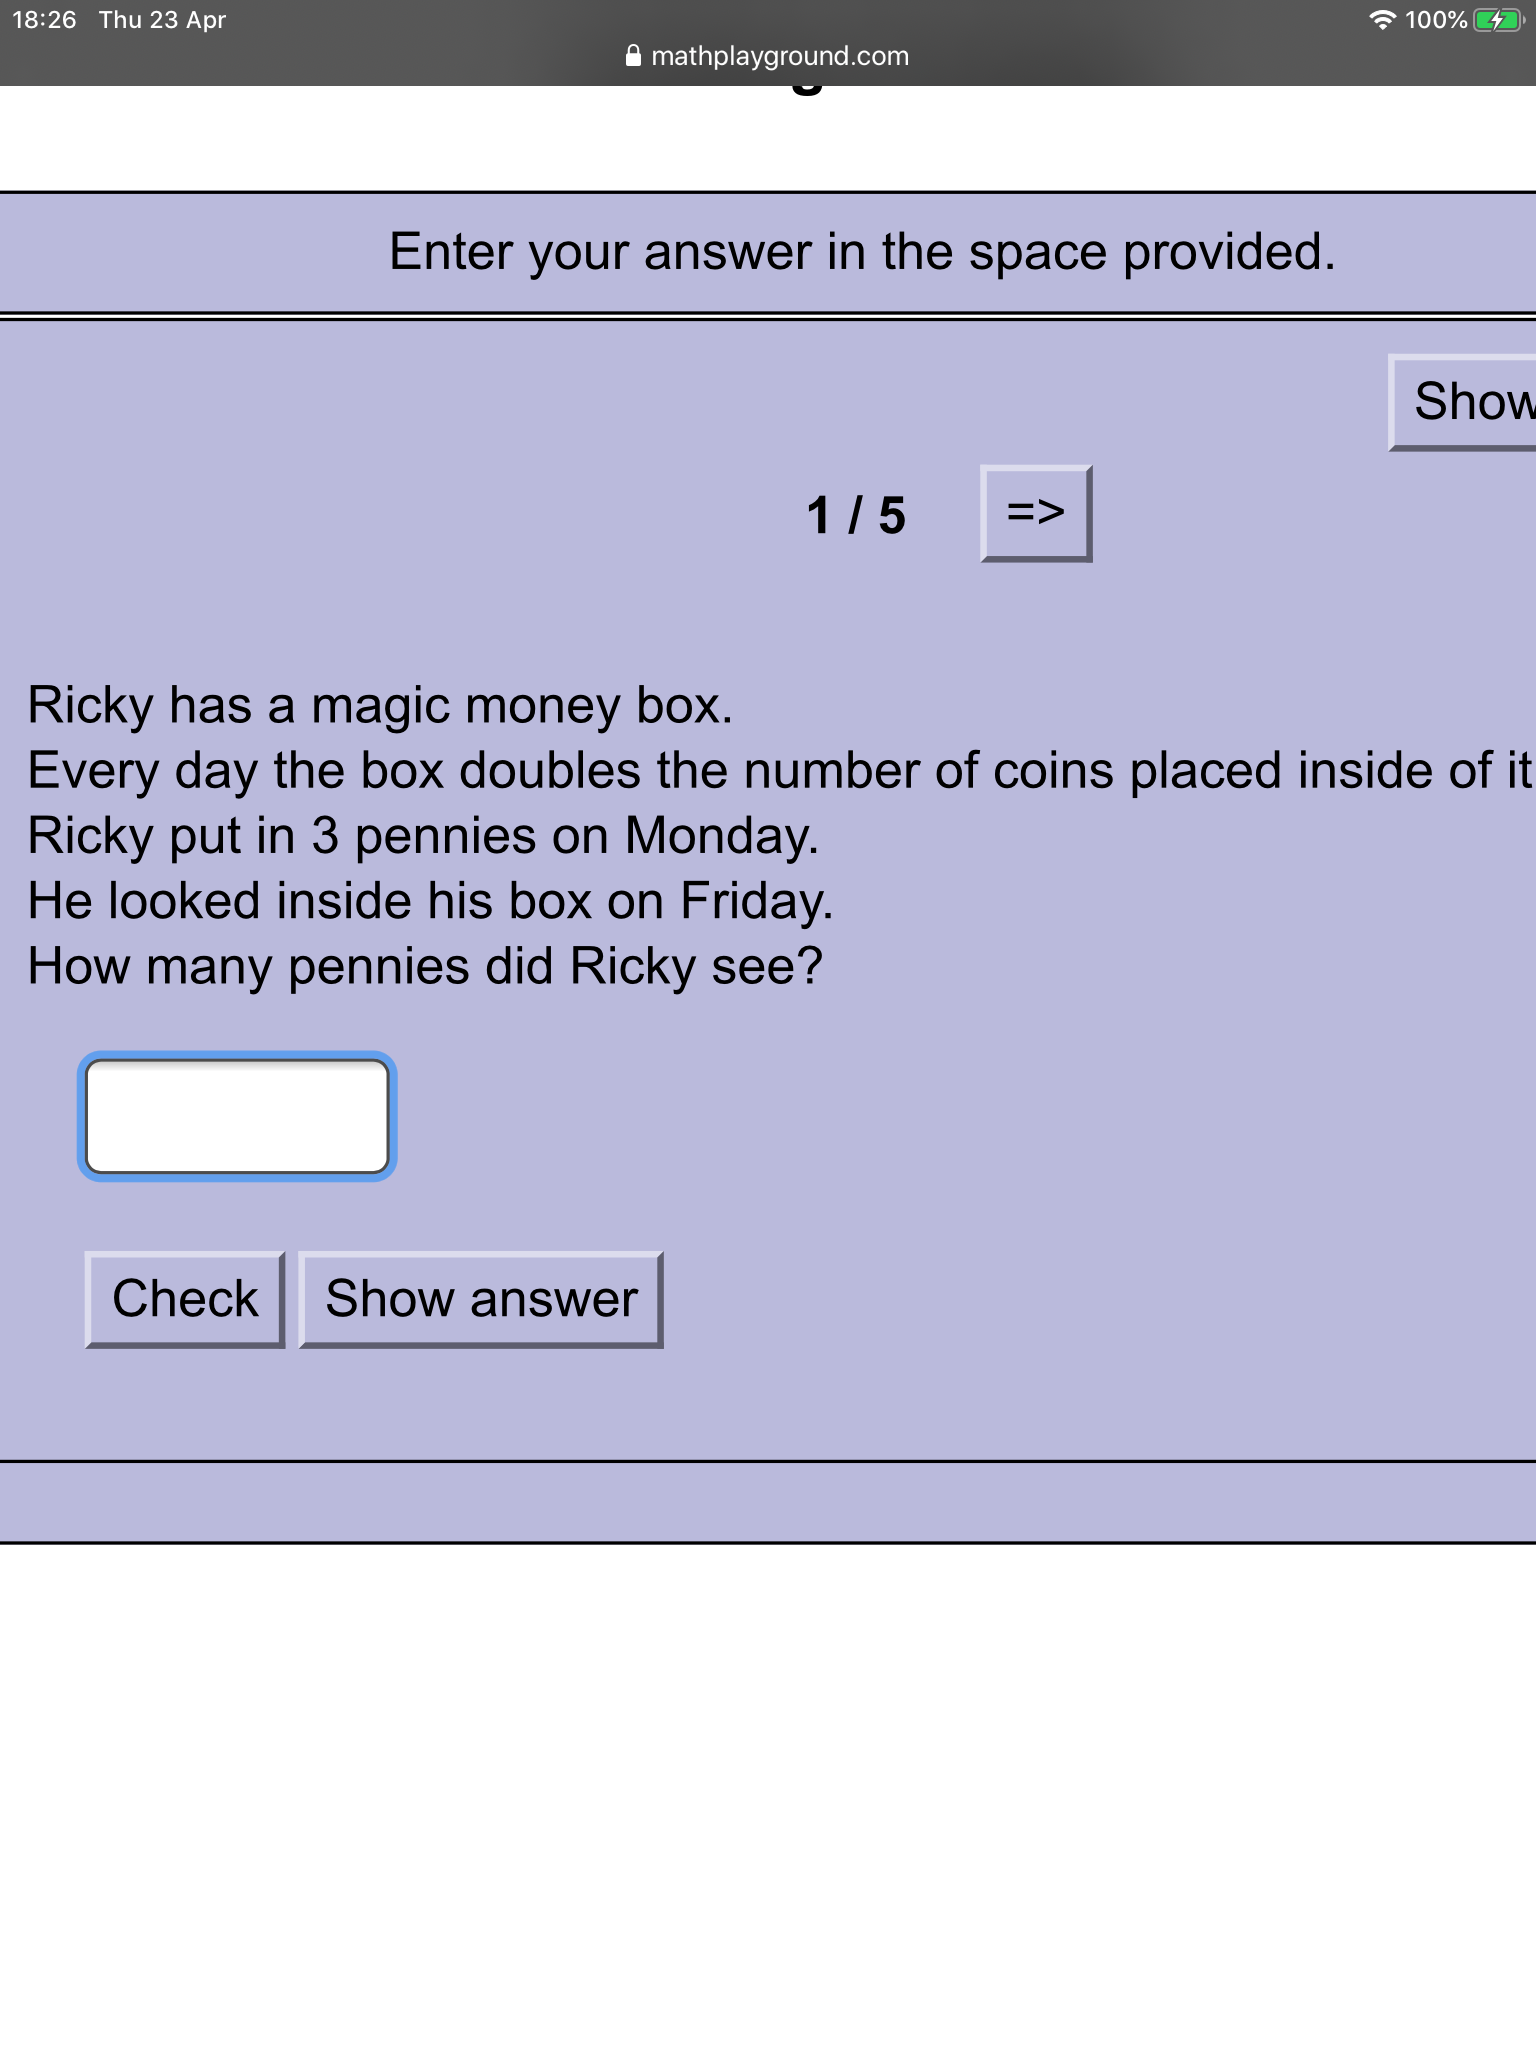 18:26 Thu 23 Apr
100%
mathplayground.com
Enter your answer in the space provided.
Show
1 / 5
=>
Ricky has a magic money box.
Every day the box doubles the number of coins placed inside of it
Ricky put in 3 pennies on Monday.
He looked inside his box on Friday.
How many pennies did Ricky see?
Check
Show answer